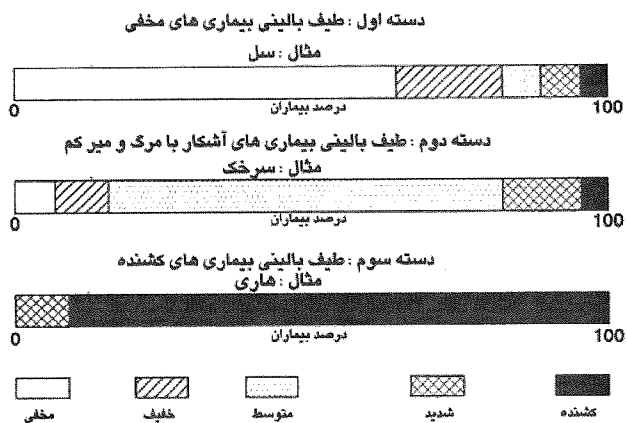 دسته اول : طیف بالینی بیماری های مخفی
مثال : سل
0 درصد بیماران 100
دسته دوم : طیف بالینی بیماری های آشکار با مرگ و میر کم
مثال : سرخک
0 درصد بیماران 100
دسته سوم : طیف بالینی بیماری های کشنده
مثال : هاری
0 درصد بیماران 100
مخفی خفیف متوسط شدید کشنده